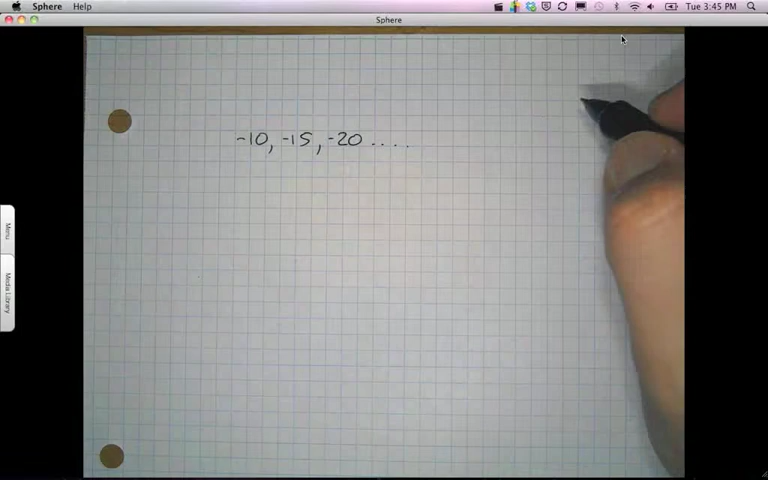 Sphere Help Tue 3:45 PM
Sphere
-10, -15, -20 ....
Menu
Media Library